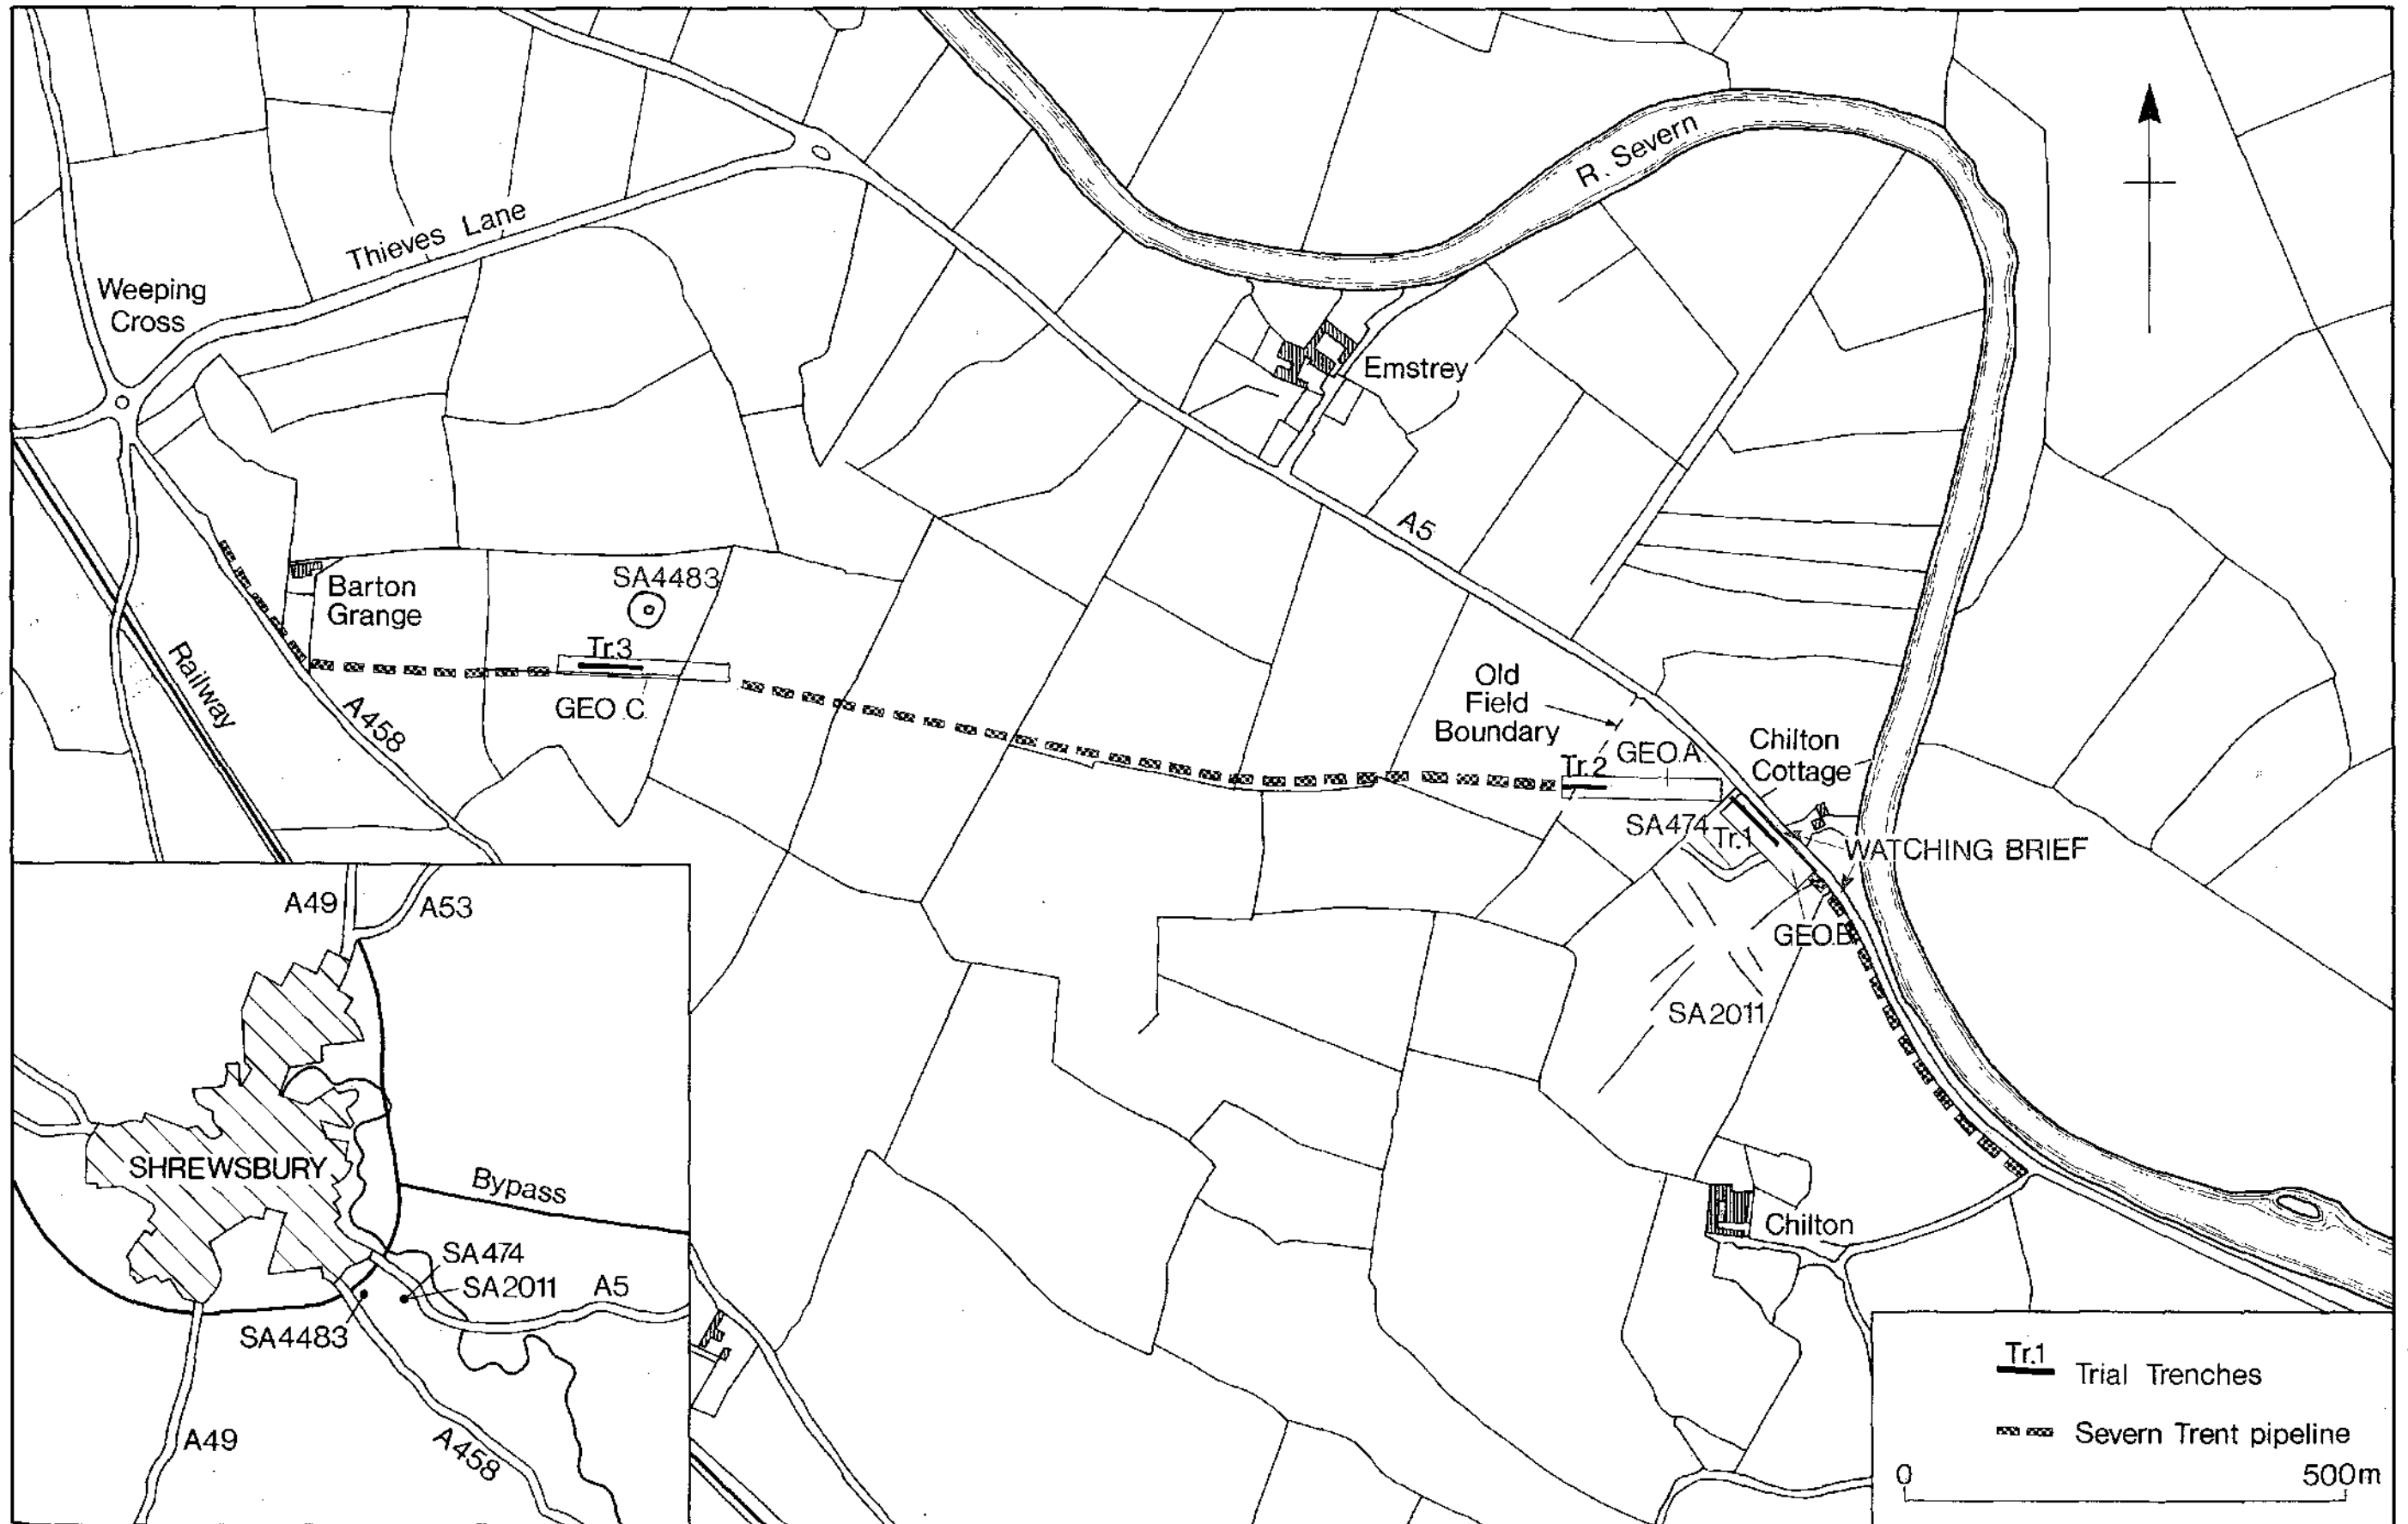 R. Severn
Thieves Lane
Weeping
Cross
Emstrey
A5
SA4483
Barton
Grange
Tr.3
GEO.C.
Railway
A458
Old
Field
Boundary
Chilton
Cottage
Tr.2
GEO.A.
SA474
Tr.1
WATCHING BRIEF
GEO.B
SA2011
Chilton
A49
A53
SHREWSBURY
Bypass
SA474
SA2011
A5
SA4483
A49
A458
Tr.1
Trial Trenches
Severn Trent pipeline
0
500m